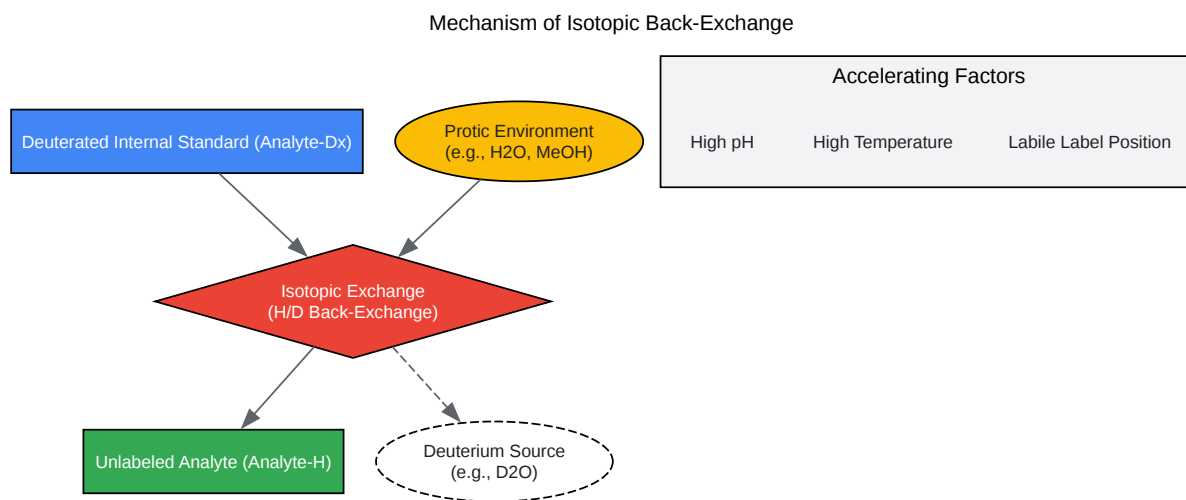 Mechanism of Isotopic Back-Exchange
Accelerating Factors
Deuterated Internal Standard (Analyte-Dx)
Protic Environment
(e.g., H2O, MeOH)
High pH
High Temperature
Labile Label Position
Isotopic Exchange
(H/D Back-Exchange)
Unlabeled Analyte (Analyte-H)
Deuterium Source
(e.g., D2O)